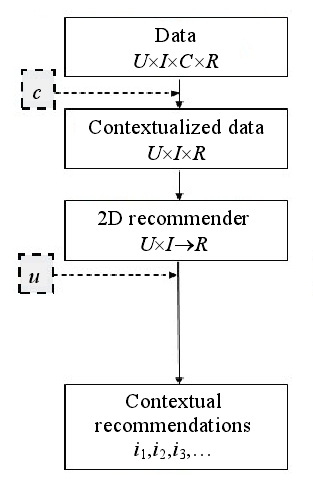 Data
U×I×C×R
c
Contextualized data
U×I×R
2D recommender
U×I→R
u
Contextual
recommendations
i₁,i₂,i₃,…